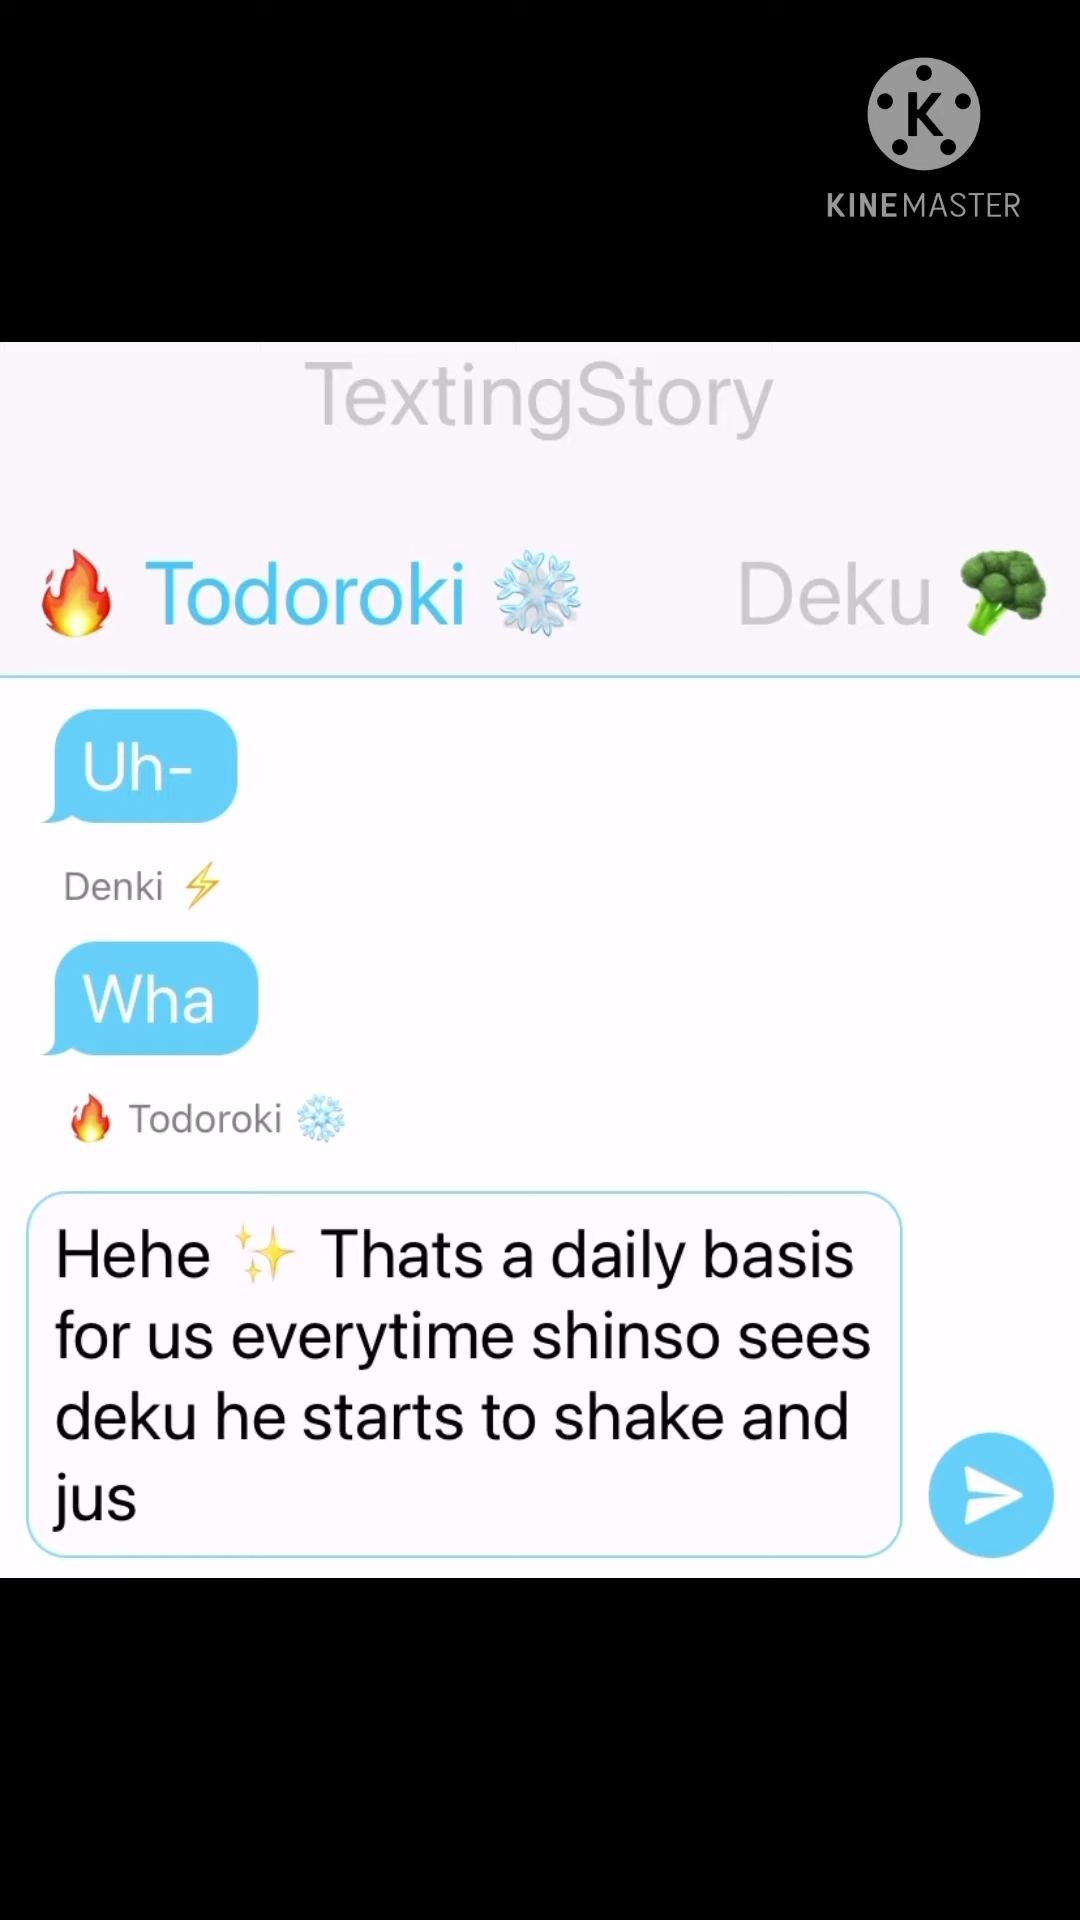 K
KINEMASTER
TextingStory
🔥 Todoroki ❄️ Deku 🥦
Uh-
Denki ⚡
Wha
🔥 Todoroki ❄️
Hehe ✨ Thats a daily basis
for us everytime shinso sees
deku he starts to shake and
jus